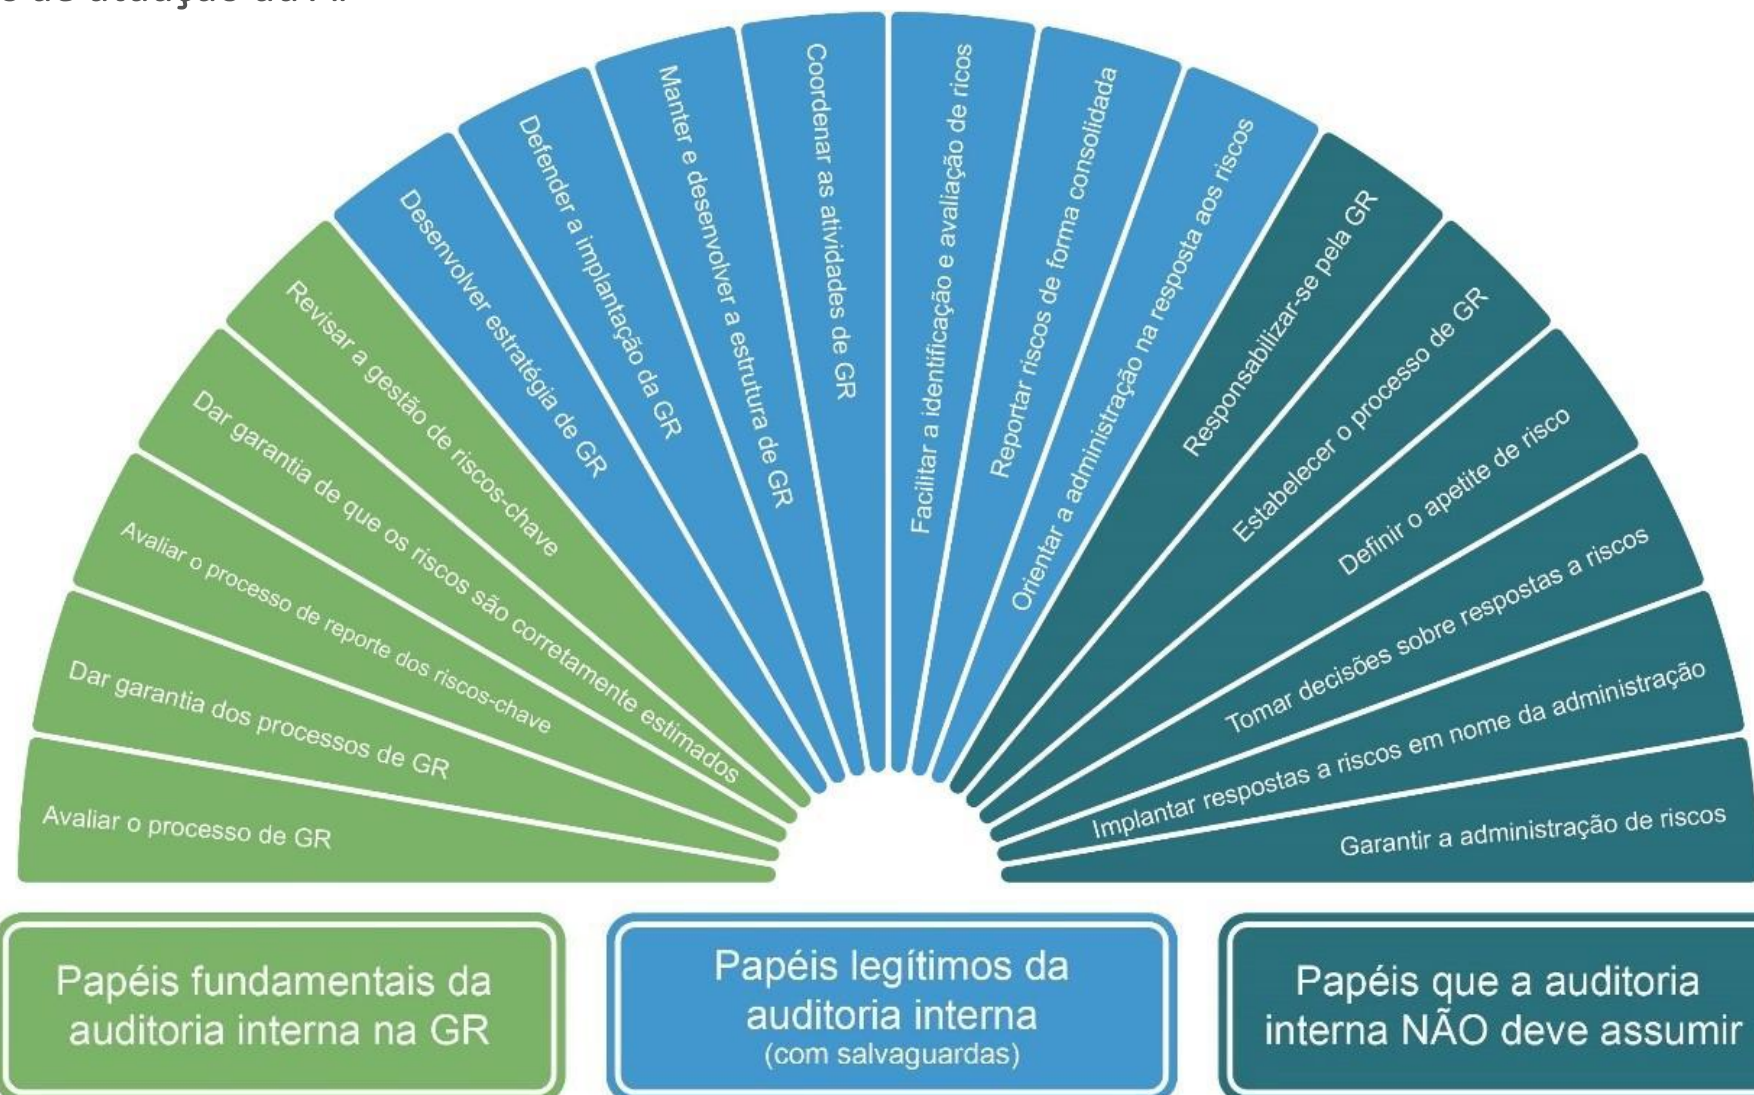 Avaliar o processo de GR
Dar garantia dos processos de GR
Avaliar o processo de reporte dos riscos-chave
Dar garantia de que os riscos são corretamente estimados
Revisar a gestão de riscos-chave
Desenvolver estratégia de GR
Defender a implantação da GR
Manter e desenvolver a estrutura de GR
Coordenar as atividades de GR
Facilitar a identificação e avaliação de ricos
Reportar riscos de forma consolidada
Orientar a administração na resposta aos riscos
Responsabilizar-se pela GR
Estabelecer o processo de GR
Definir o apetite de risco
Tomar decisões sobre respostas a riscos
Implantar respostas a riscos em nome da administração
Garantir a administração de riscos
Papéis fundamentais da
auditoria interna na GR
Papéis legítimos da
auditoria interna
(com salvaguardas)
Papéis que a auditoria
interna NÃO deve assumir